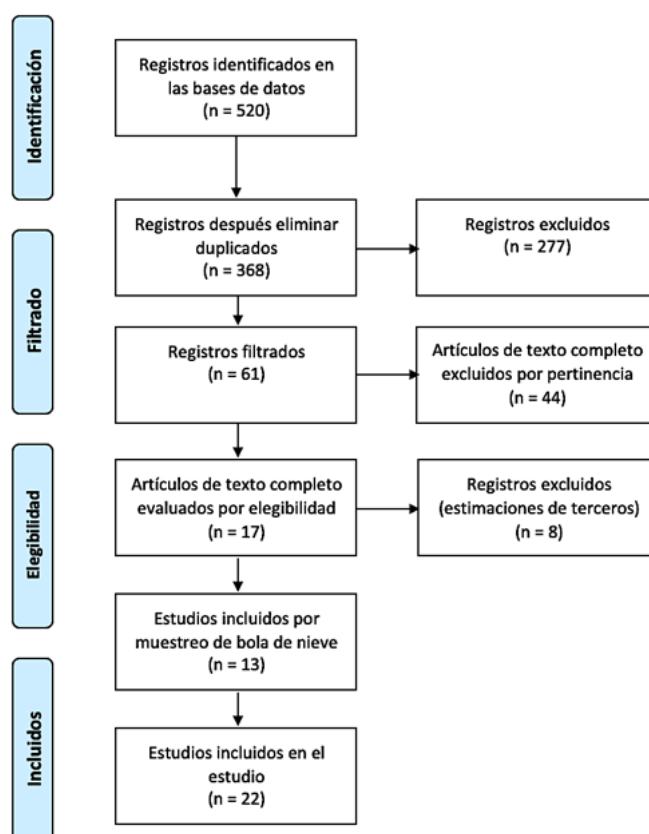 Identificación
Registros identificados en
las bases de datos
(n = 520)
Filtrado
Registros después eliminar
duplicados
(n = 368)
Registros excluidos
(n = 277)
Registros filtrados
(n = 61)
Artículos de texto completo
excluidos por pertinencia
(n = 44)
Elegibilidad
Artículos de texto completo
evaluados por elegibilidad
(n = 17)
Registros excluidos
(estimaciones de terceros)
(n = 8)
Estudios incluidos por
muestreo de bola de nieve
(n = 13)
Incluidos
Estudios incluidos en el
estudio
(n = 22)